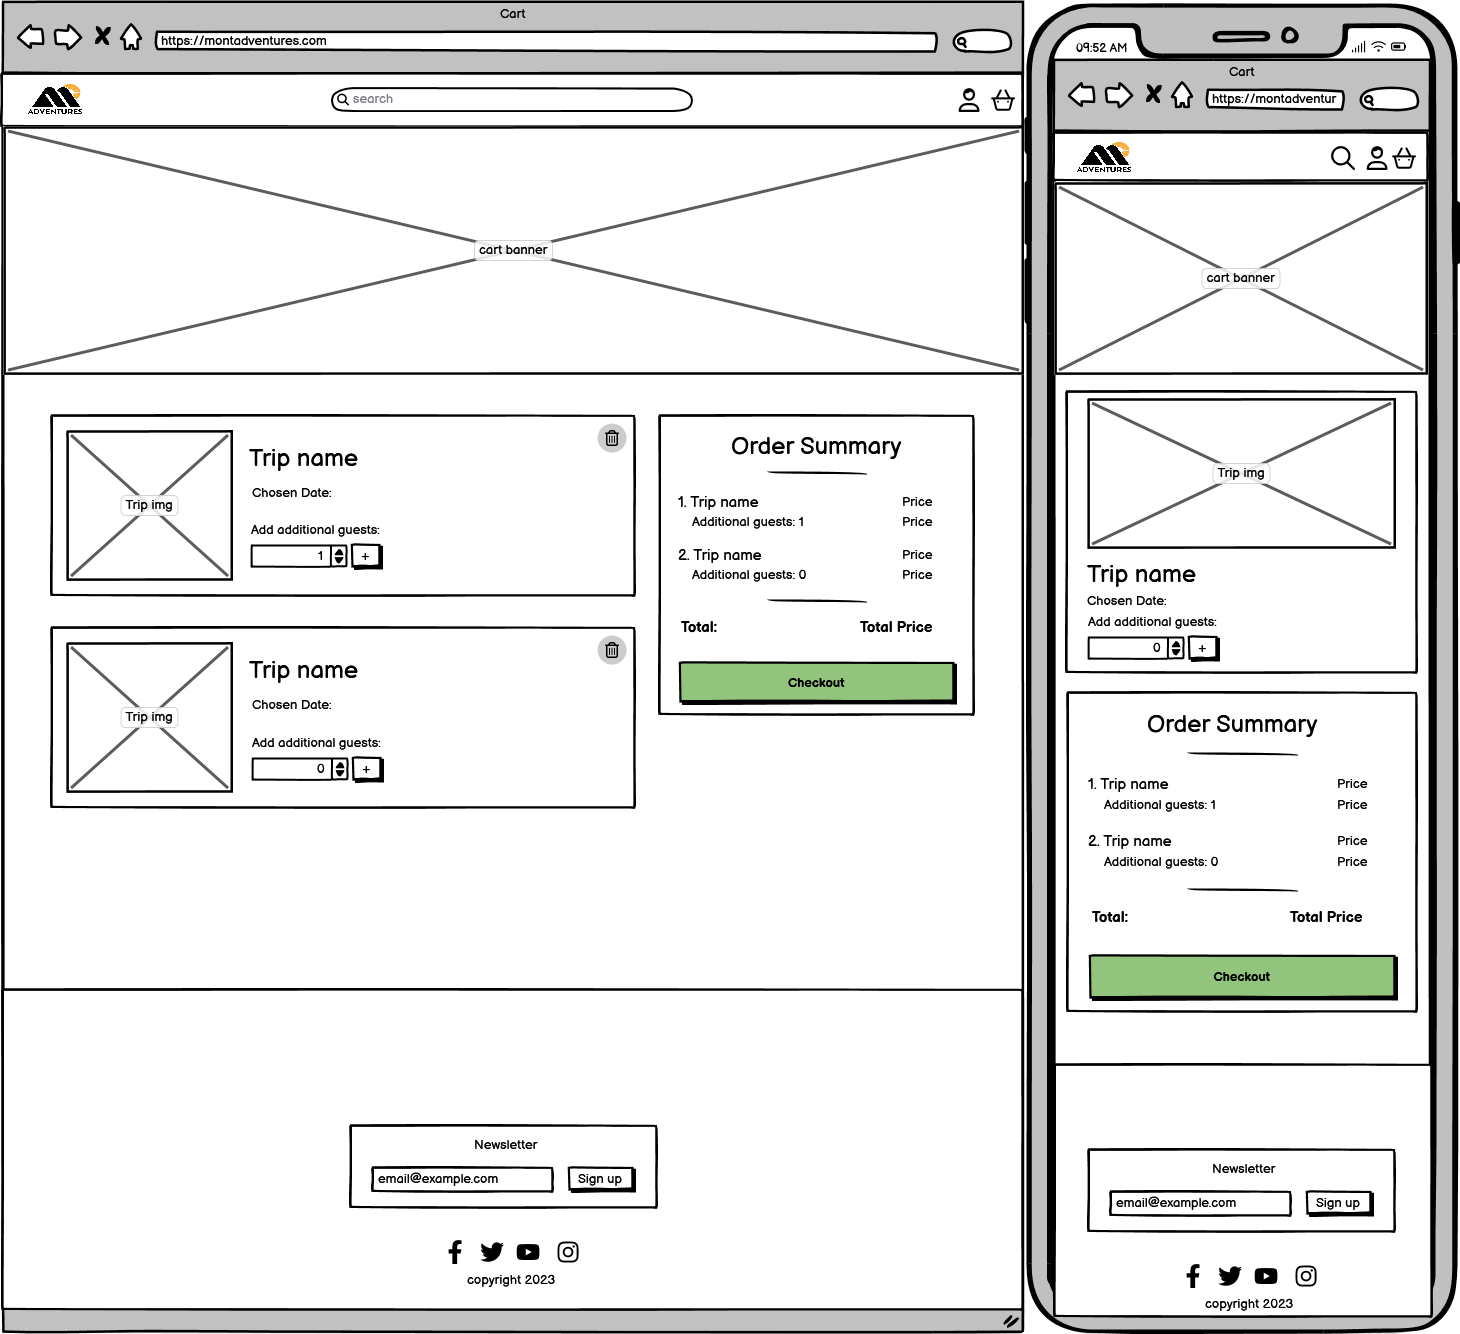 Cart
https://montadventures.com
ADVENTURES
search
cart banner
Trip img
Trip name
Chosen Date:
Add additional guests:
1
+
Trip img
Trip name
Chosen Date:
Add additional guests:
0
+
Order Summary
1. Trip name Price
Additional guests: 1 Price
2. Trip name Price
Additional guests: 0 Price
Total: Total Price
Checkout
Newsletter
email@example.com Sign up
copyright 2023
09:52 AM
Cart
https://montadventur
ADVENTURES
cart banner
Trip img
Trip name
Chosen Date:
Add additional guests:
0
+
Order Summary
1. Trip name Price
Additional guests: 1 Price
2. Trip name Price
Additional guests: 0 Price
Total: Total Price
Checkout
Newsletter
email@example.com Sign up
copyright 2023